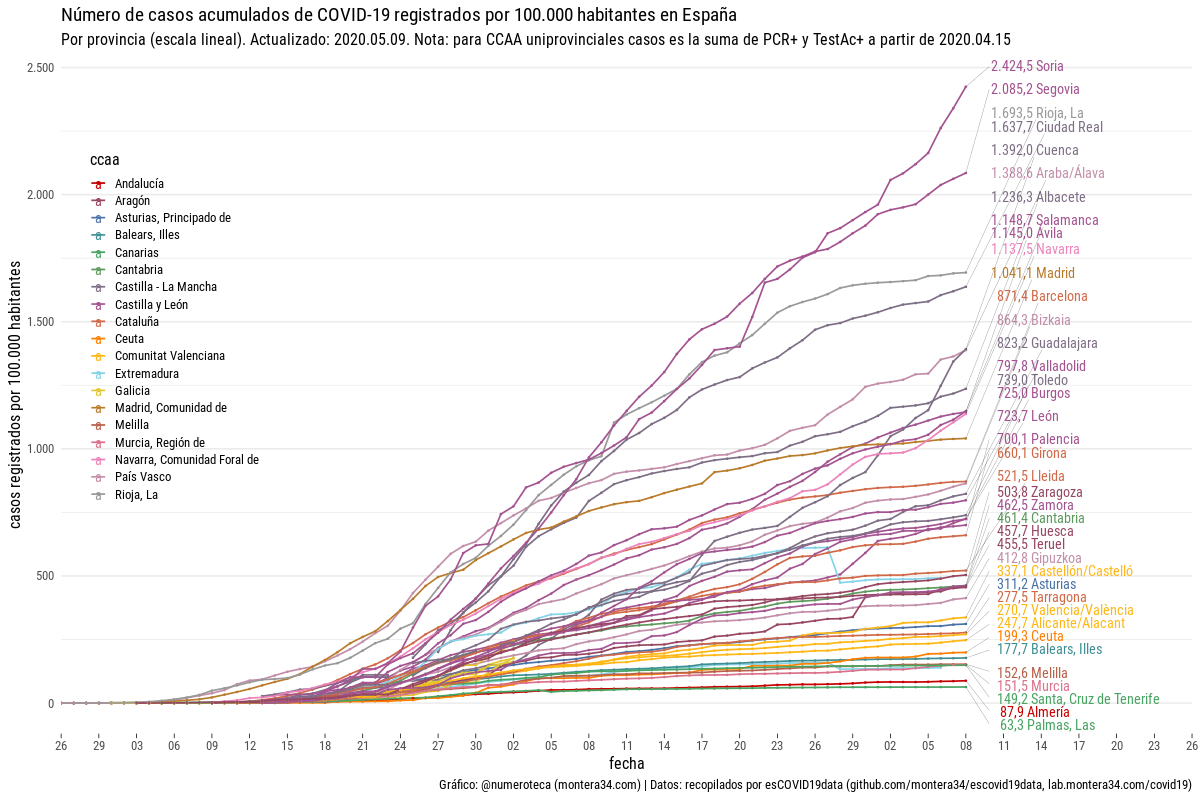 Número de casos acumulados de COVID-19 registrados por 100.000 habitantes en España
Por provincia (escala lineal). Actualizado: 2020.05.09. Nota: para CCAA uniprovinciales casos es la suma de PCR+ y TestAc+ a partir de 2020.04.15
casos registrados por 100.000 habitantes
2.500
2.000
1.500
1.000
500
0
ccaa
Andalucía
Aragón
Asturias, Principado de
Balears, Illes
Canarias
Cantabria
Castilla - La Mancha
Castilla y León
Cataluña
Ceuta
Comunitat Valenciana
Extremadura
Galicia
Madrid, Comunidad de
Melilla
Murcia, Región de
Navarra, Comunidad Foral de
País Vasco
Rioja, La
2.424,5 Soria
2.085,2 Segovia
1.693,5 Rioja, La
1.637,7 Ciudad Real
1.392,0 Cuenca
1.388,6 Araba/Álava
1.236,3 Albacete
1.148,7 Salamanca
1.145,0 Ávila
1.137,5 Navarra
1.041,1 Madrid
871,4 Barcelona
864,3 Bizkaia
823,2 Guadalajara
797,8 Valladolid
739,0 Toledo
725,0 Burgos
723,7 León
700,1 Palencia
660,1 Girona
521,5 Lleida
503,8 Zaragoza
462,5 Zamora
461,4 Cantabria
457,7 Huesca
455,5 Teruel
412,8 Gipuzkoa
337,1 Castellón/Castelló
311,2 Asturias
277,5 Tarragona
270,7 Valencia/València
247,7 Alicante/Alacant
199,3 Ceuta
177,7 Balears, Illes
152,6 Melilla
151,5 Murcia
149,2 Santa, Cruz de Tenerife
87,9 Almería
63,3 Palmas, Las
26 29 03 06 09 12 15 18 21 24 27 30 02 05 08 11 14 17 20 23 26 29 02 05 08 11 14 17 20 23 26
fecha
Gráfico: @numeroteca (montera34.com) | Datos: recopilados por esCOVID19data (github.com/montera34/escovid19data, lab.montera34.com/covid19)